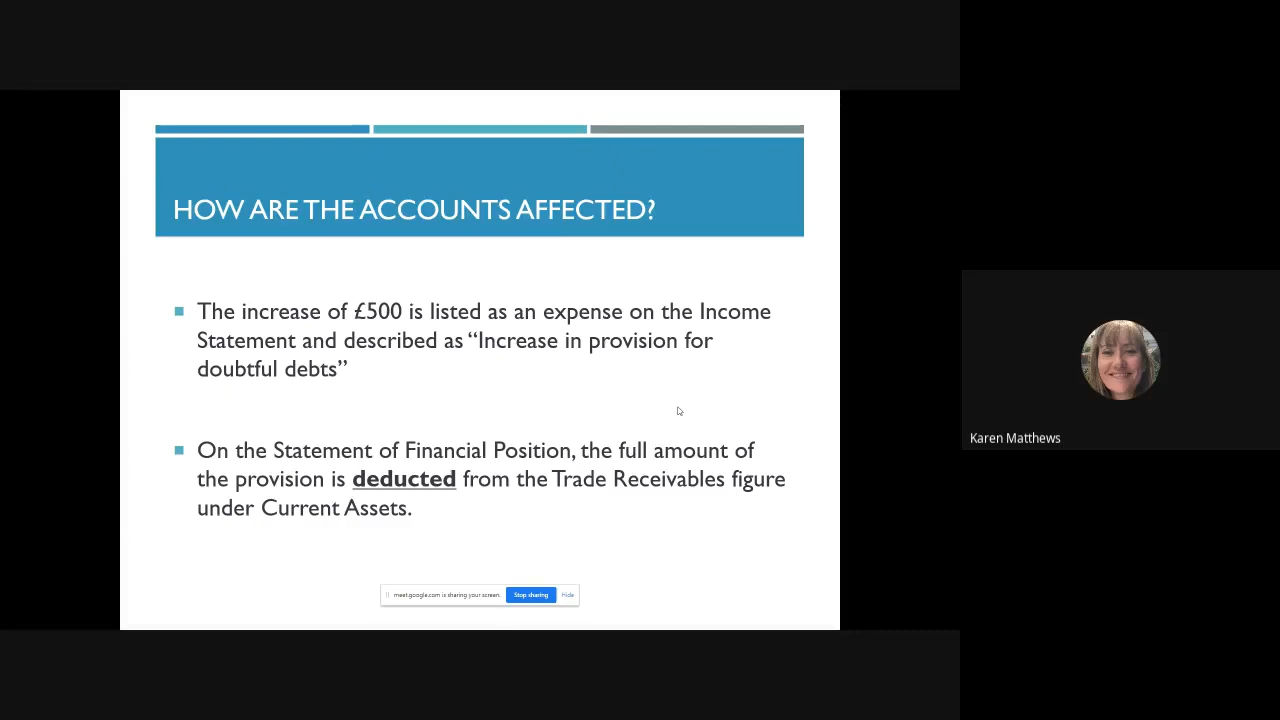 HOW ARE THE ACCOUNTS AFFECTED?
The increase of £500 is listed as an expense on the Income
Statement and described as “Increase in provision for
doubtful debts”
On the Statement of Financial Position, the full amount of
the provision is deducted from the Trade Receivables figure
under Current Assets.
meet.google.com is sharing your screen.
Stop sharing
Hide
Karen Matthews